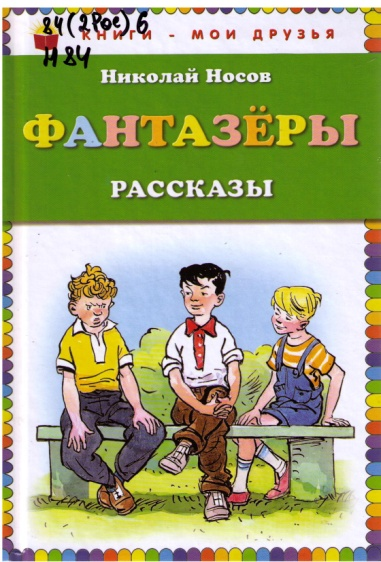 84(2Рос)6
Н84
КНИГИ - МОИ ДРУЗЬЯ
Николай Носов
ФАНТАЗЁРЫ
РАССКАЗЫ